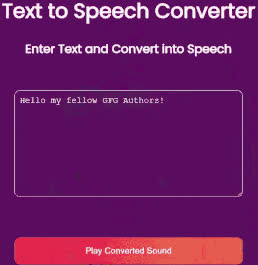 Text to Speech Converter
Enter Text and Convert into Speech
Hello my fellow GFG Authors!
Play Converted Sound